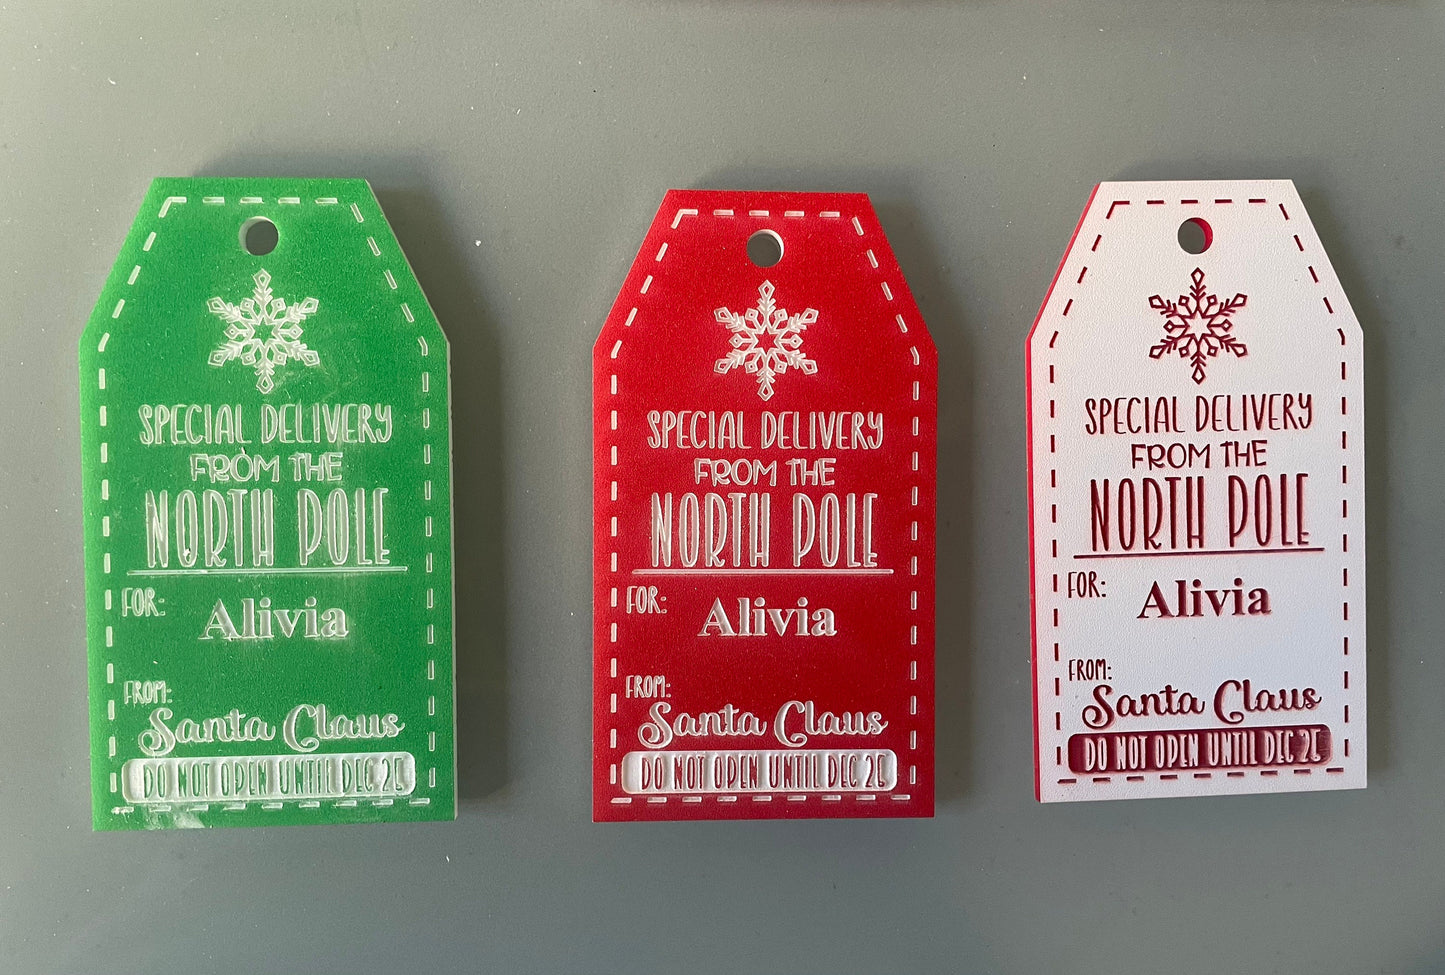 SPECIAL DELIVERY
FROM THE
NORTH POLE
FOR: Alivia
FROM:
Santa Claus
DO NOT OPEN UNTIL DEC 25
SPECIAL DELIVERY
FROM THE
NORTH POLE
FOR: Alivia
FROM:
Santa Claus
DO NOT OPEN UNTIL DEC 25
SPECIAL DELIVERY
FROM THE
NORTH POLE
FOR: Alivia
FROM:
Santa Claus
DO NOT OPEN UNTIL DEC 25